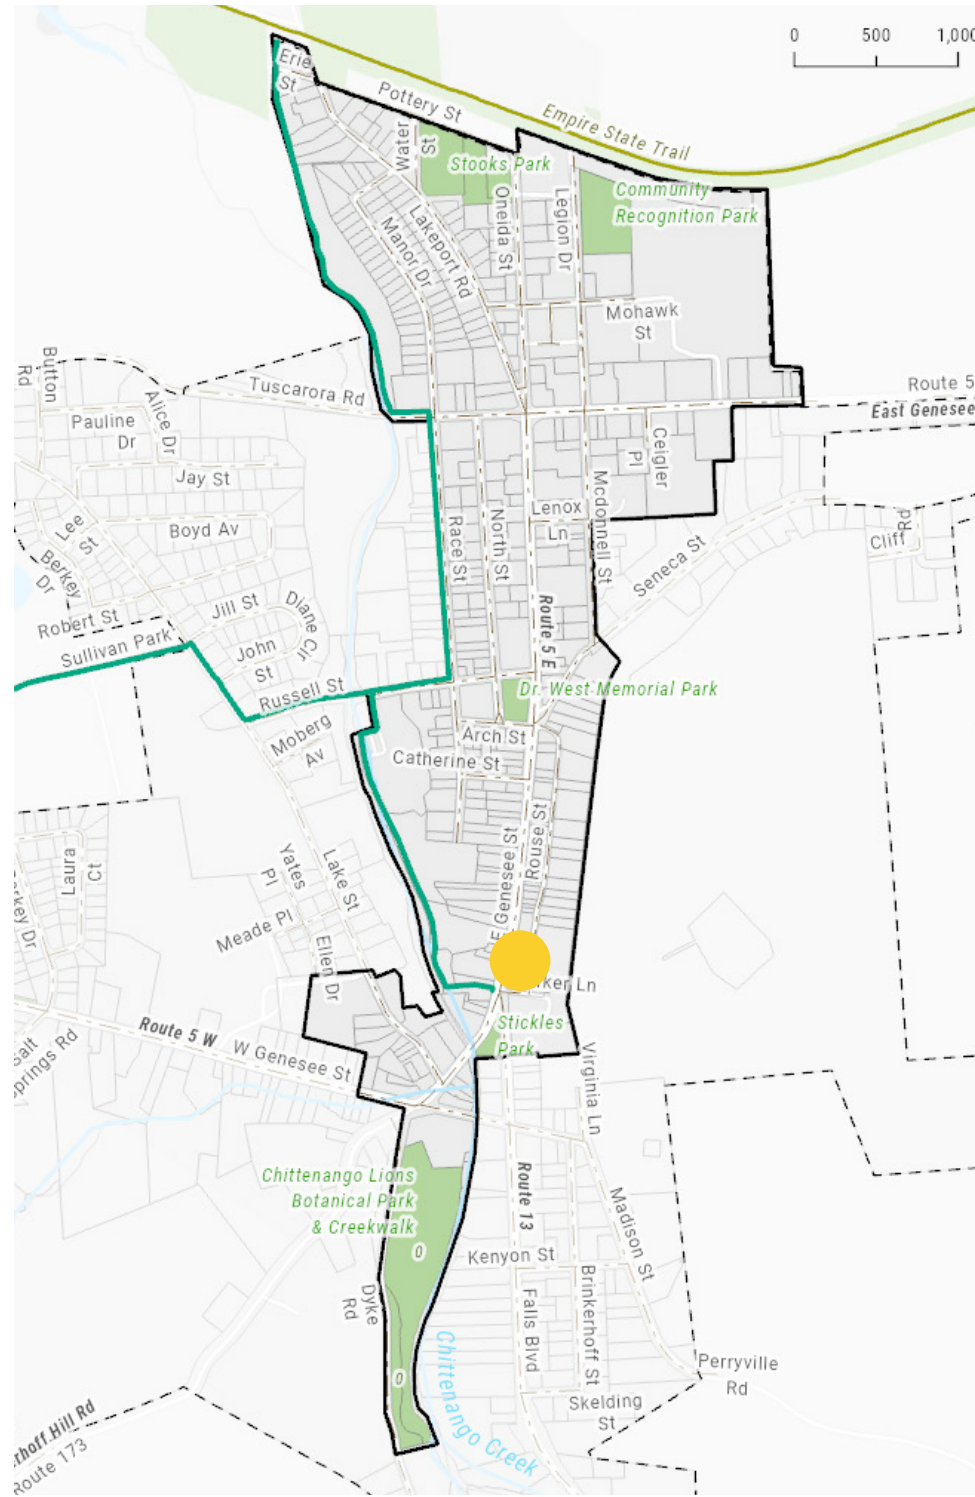 0 500 1,000
Erie
St
Pottery St
Empire State Trail
Water
St
Stooks Park
Community
Recognition Park
Oneida St
Legion Dr
Lakeport Rd
Manor Dr
Mohawk
St
Button
Rd
Tuscarora Rd
Route 5
East Genesee
Alice Dr
Pauline
Dr
Ceigler
Pl
Jay St
Mcdonnell St
Lenox
Ln
Lee
St
Boyd Av
Race St
North St
Cliff
Rd
Berkey
Dr
Seneca St
Route 5 E
Robert St
Jill St
Diane Cir
Sullivan Park
John
St
Russell St
Dr. West Memorial Park
Moberg
Av
Arch St
Catherine St
E Genesee St
Rouse St
Laura
Ct
Yates
Pl
Lake St
Meade Pl
Ellen Dr
Ln
Route 5 W
Stickles
Park
W Genesee St
Virginia Ln
Chittenango Lions
Botanical Park
& Creekwalk
0
Route 13
Madison St
Kenyon St
Dyke
Rd
Falls Blvd
Brinkerhoff St
Chittenango Creek
0
Perryville
Rd
Skelding
St
Hill Rd
Route 173